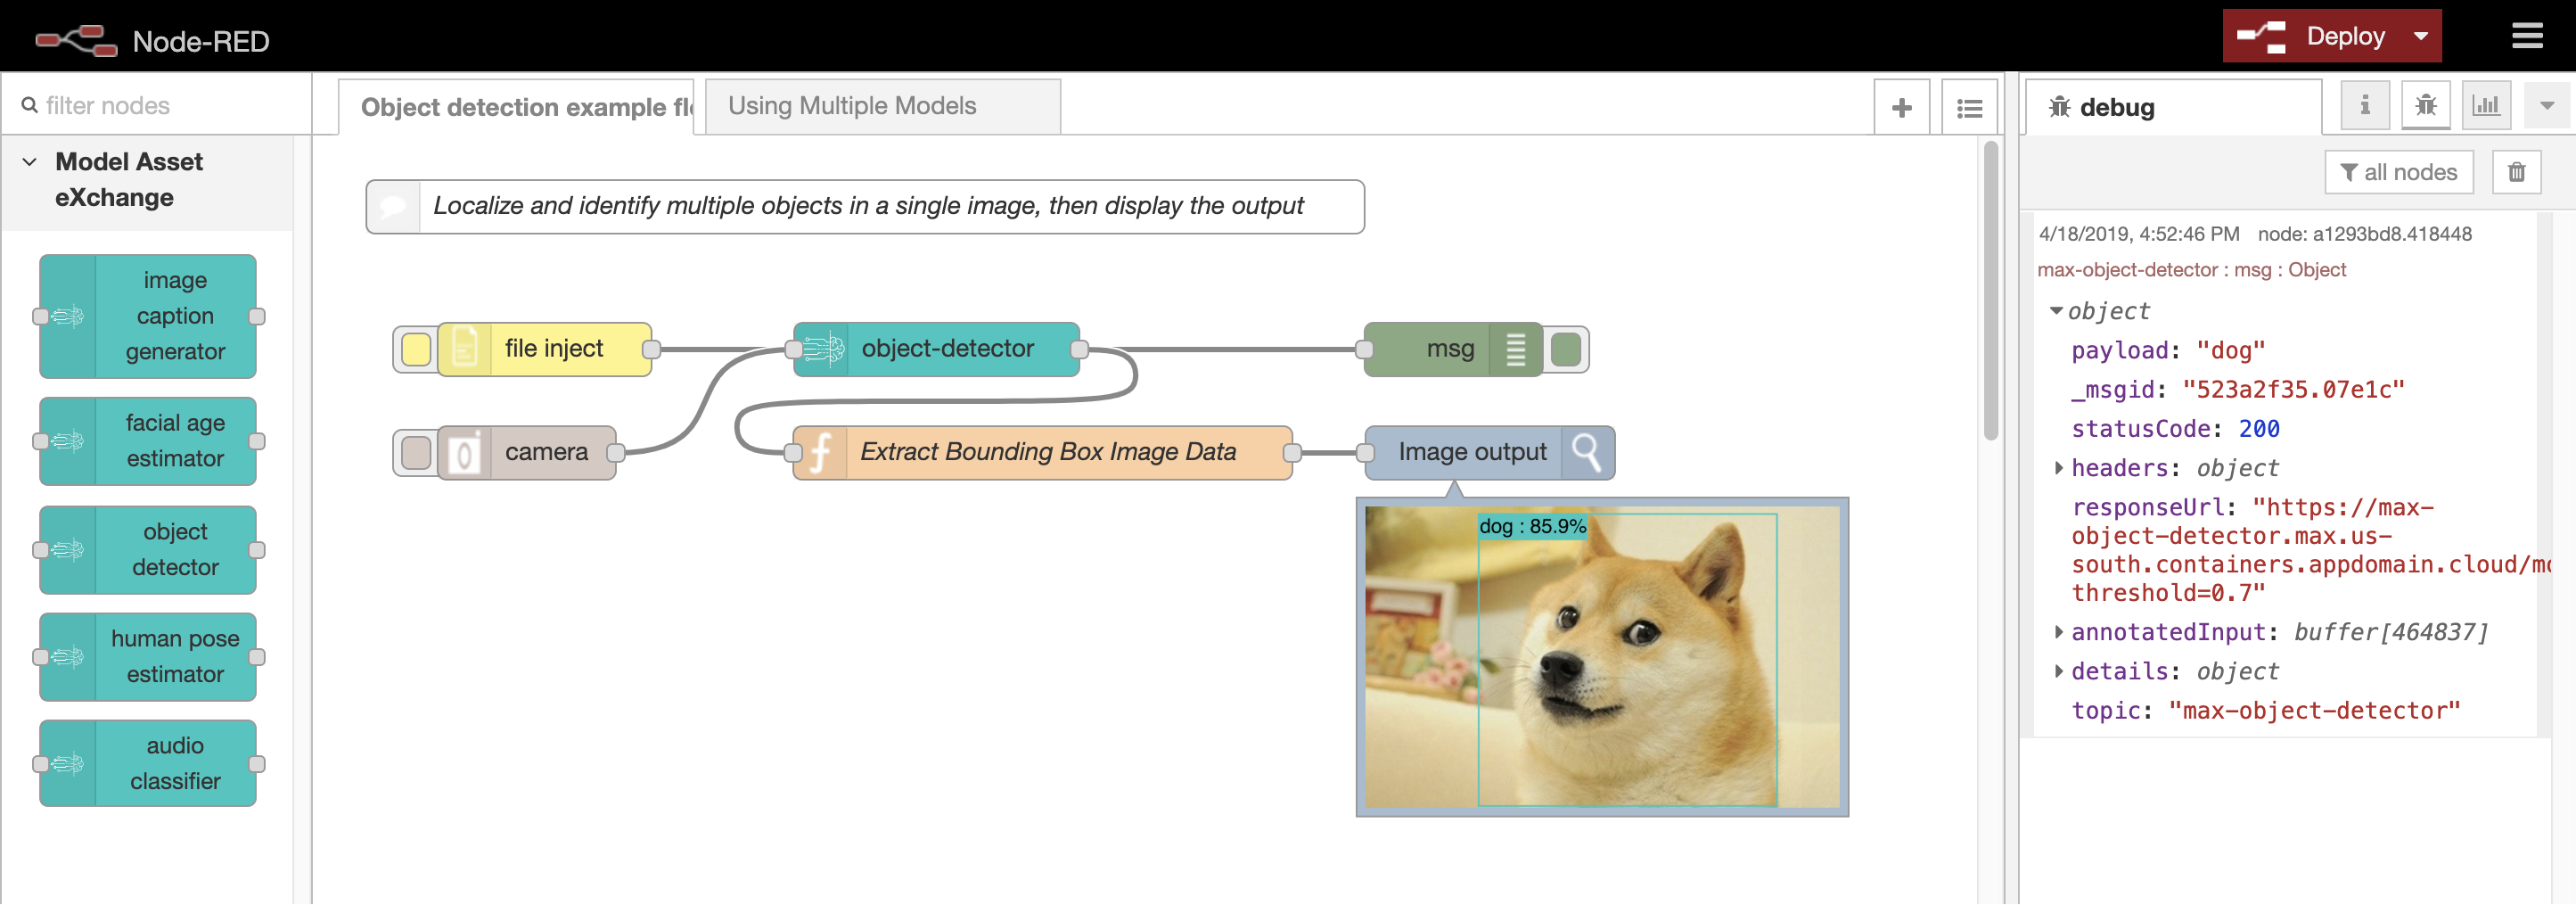 Node-RED
Deploy
filter nodes
Object detection example fl
Using Multiple Models
debug
all nodes
Model Asset
eXchange
image
caption
generator
facial age
estimator
object
detector
human pose
estimator
audio
classifier
Localize and identify multiple objects in a single image, then display the output
file inject
object-detector
msg
camera
Extract Bounding Box Image Data
Image output
dog : 85.9%
4/18/2019, 4:52:46 PM node: a1293bd8.418448
max-object-detector : msg : Object
object
payload: "dog"
_msgid: "523a2f35.07e1c"
statusCode: 200
headers: object
responseUrl: "https://max-
object-detector.max.us-
south.containers.appdomain.cloud/mo
threshold=0.7"
annotatedInput: buffer[464837]
details: object
topic: "max-object-detector"